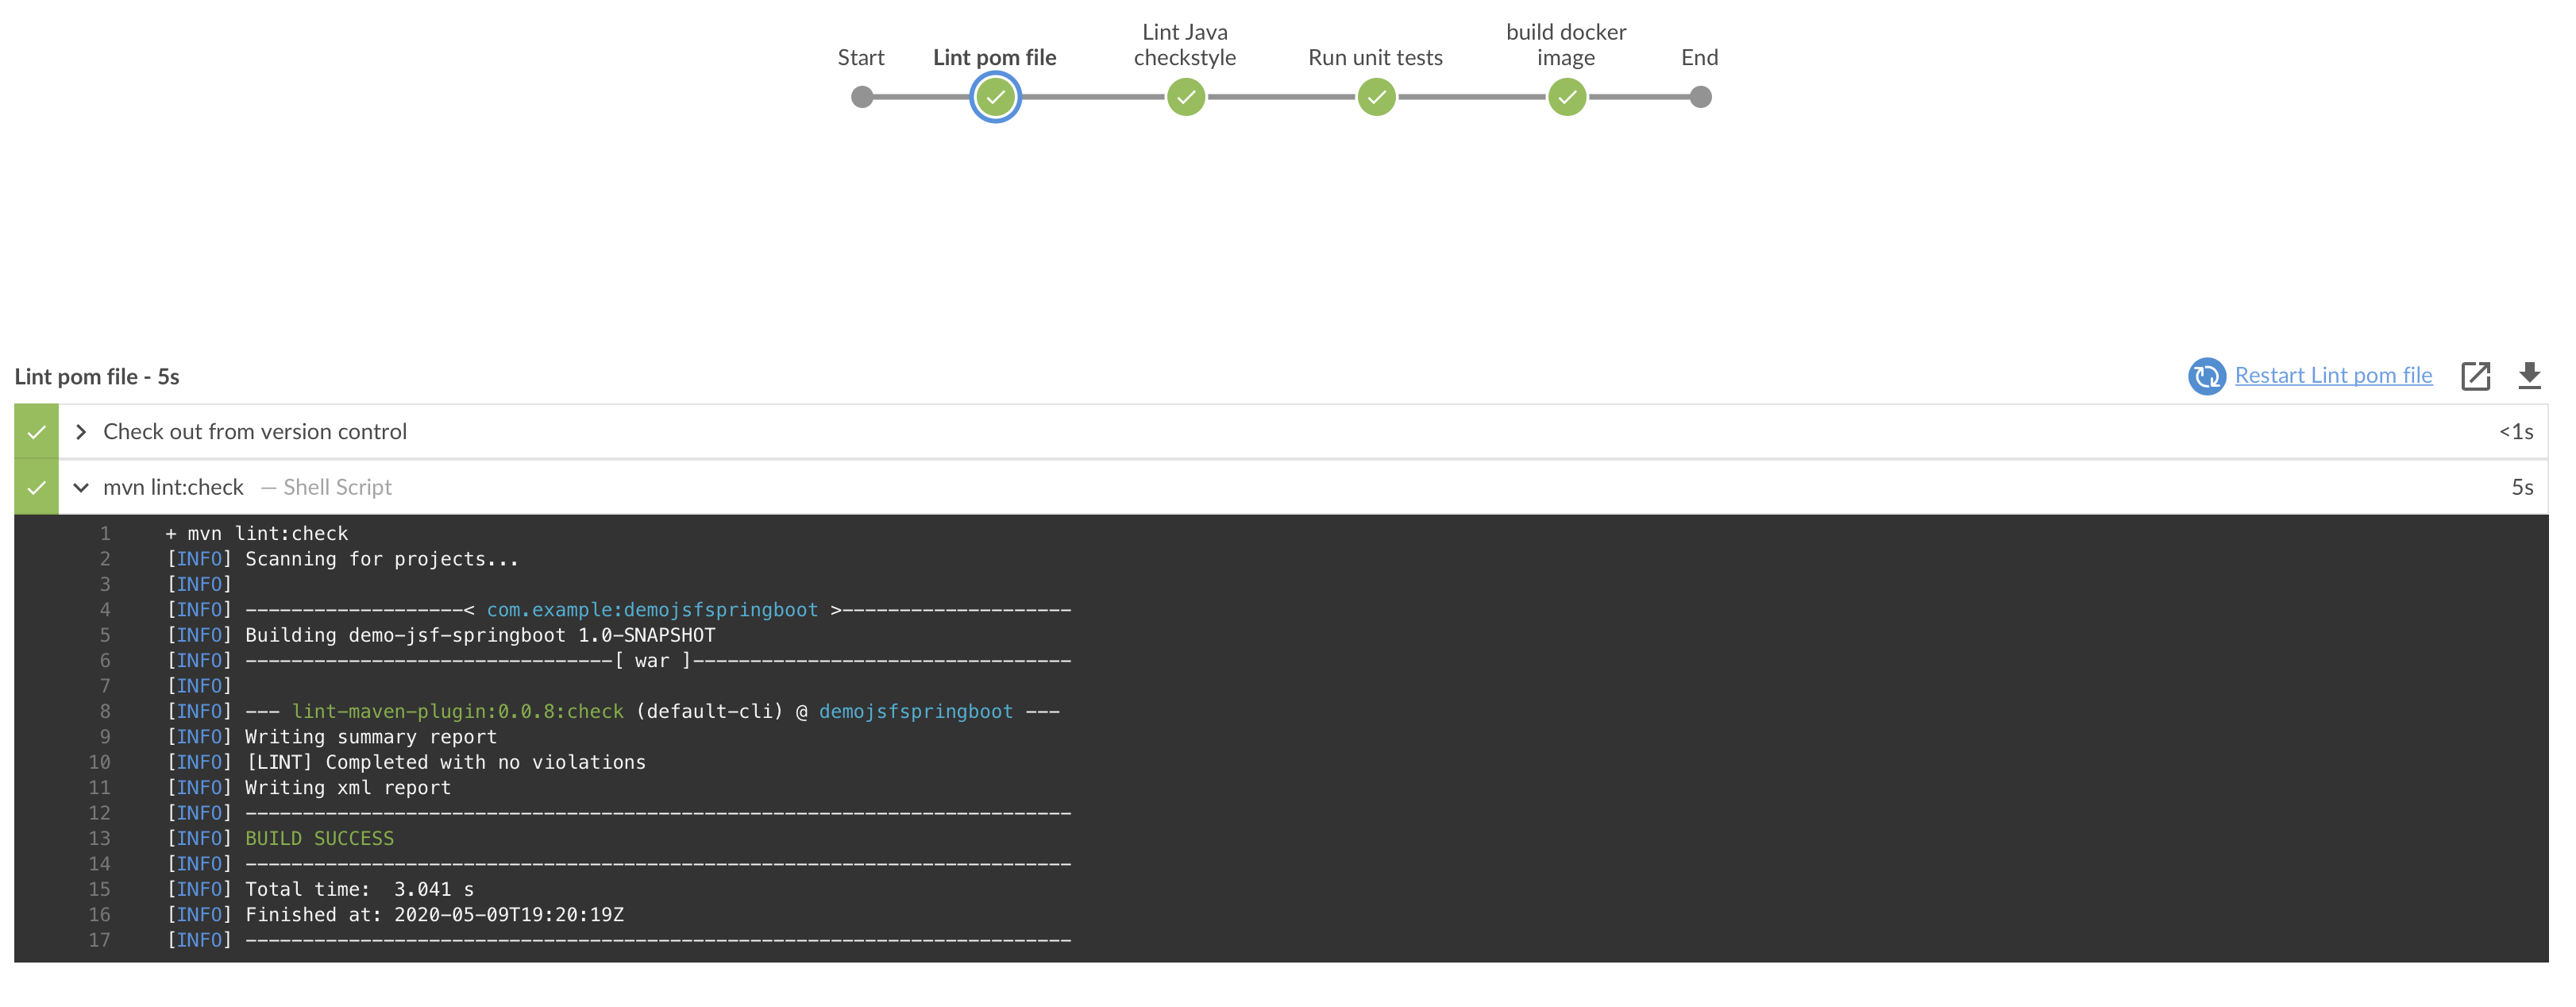 Start
Lint pom file
Lint Java
checkstyle
Run unit tests
build docker
image
End
Lint pom file - 5s
Restart Lint pom file
Check out from version control
<1s
mvn lint:check — Shell Script
5s
1 + mvn lint:check
2 [INFO] Scanning for projects...
3 [INFO]
4 [INFO] -------------------< com.example:demojsfspringboot >--------------------
5 [INFO] Building demo-jsf-springboot 1.0-SNAPSHOT
6 [INFO] --------------------------------[ war ]---------------------------------
7 [INFO]
8 [INFO] --- lint-maven-plugin:0.0.8:check (default-cli) @ demojsfspringboot ---
9 [INFO] Writing summary report
10 [INFO] [LINT] Completed with no violations
11 [INFO] Writing xml report
12 [INFO] ------------------------------------------------------------------------
13 [INFO] BUILD SUCCESS
14 [INFO] ------------------------------------------------------------------------
15 [INFO] Total time:  3.041 s
16 [INFO] Finished at: 2020-05-09T19:20:19Z
17 [INFO] ------------------------------------------------------------------------